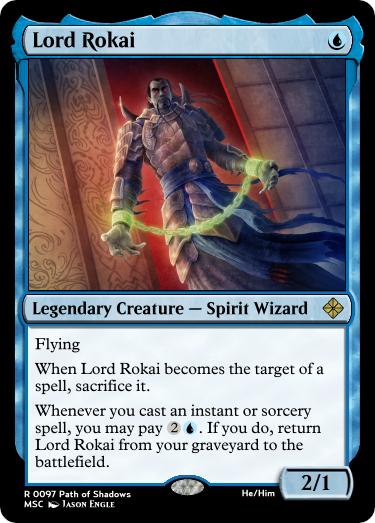 Lord Rokai
Legendary Creature — Spirit Wizard
Flying
When Lord Rokai becomes the target of a
spell, sacrifice it.
Whenever you cast an instant or sorcery
spell, you may pay 2. If you do, return
Lord Rokai from your graveyard to the
battlefield.
2/1
R 0097 Path of Shadows
He/Him
MSC Jason Engle